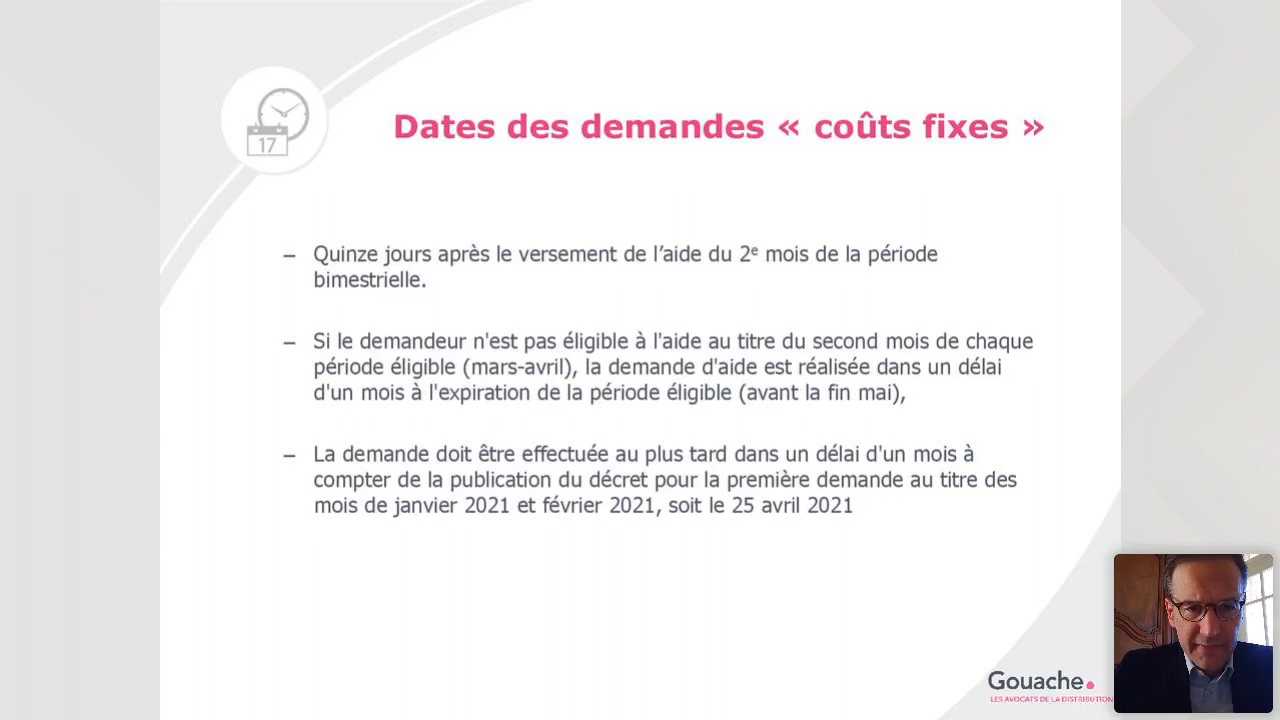 17
Dates des demandes « coûts fixes »
– Quinze jours après le versement de l’aide du 2e mois de la période
bimestrielle.
– Si le demandeur n'est pas éligible à l'aide au titre du second mois de chaque
période éligible (mars-avril), la demande d'aide est réalisée dans un délai
d'un mois à l'expiration de la période éligible (avant la fin mai),
– La demande doit être effectuée au plus tard dans un délai d'un mois à
compter de la publication du décret pour la première demande au titre des
mois de janvier 2021 et février 2021, soit le 25 avril 2021
Gouache.
LES AVOCATS DE LA DISTRIBUTION